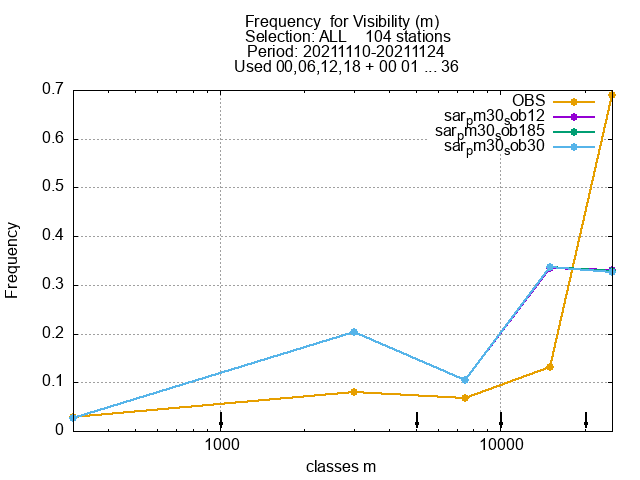 Frequency  for Visibility (m)
Selection: ALL    104 stations
Period: 20211110-20211124
Used 00,06,12,18 + 00 01 ... 36
OBS
sarpm30sob12
sarpm30sob185
sarpm30sob30
0.7
0.6
0.5
0.4
0.3
0.2
0.1
0
Frequency
1000
10000
classes m